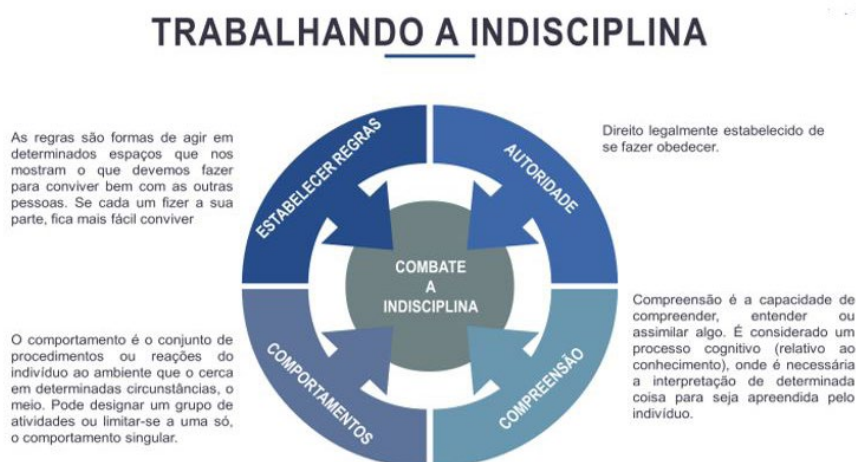 TRABALHANDO A INDISCIPLINA
As regras são formas de agir em
determinados espaços que nos
mostram o que devemos fazer
para conviver bem com as outras
pessoas. Se cada um fizer a sua
parte, fica mais fácil conviver
ESTABELECER REGRAS
AUTORIDADE
Direito legalmente estabelecido de
se fazer obedecer.
COMBATE
A
INDISCIPLINA
O comportamento é o conjunto de
procedimentos ou reações do
indivíduo ao ambiente que o cerca
em determinadas circunstâncias, o
meio. Pode designar um grupo de
atividades ou limitar-se a uma só,
o comportamento singular.
COMPORTAMENTOS
COMPREENSÃO
Compreensão é a capacidade de
compreender, entender ou
assimilar algo. É considerado um
processo cognitivo (relativo ao
conhecimento), onde é necessária
a interpretação de determinada
coisa para seja apreendida pelo
indivíduo.